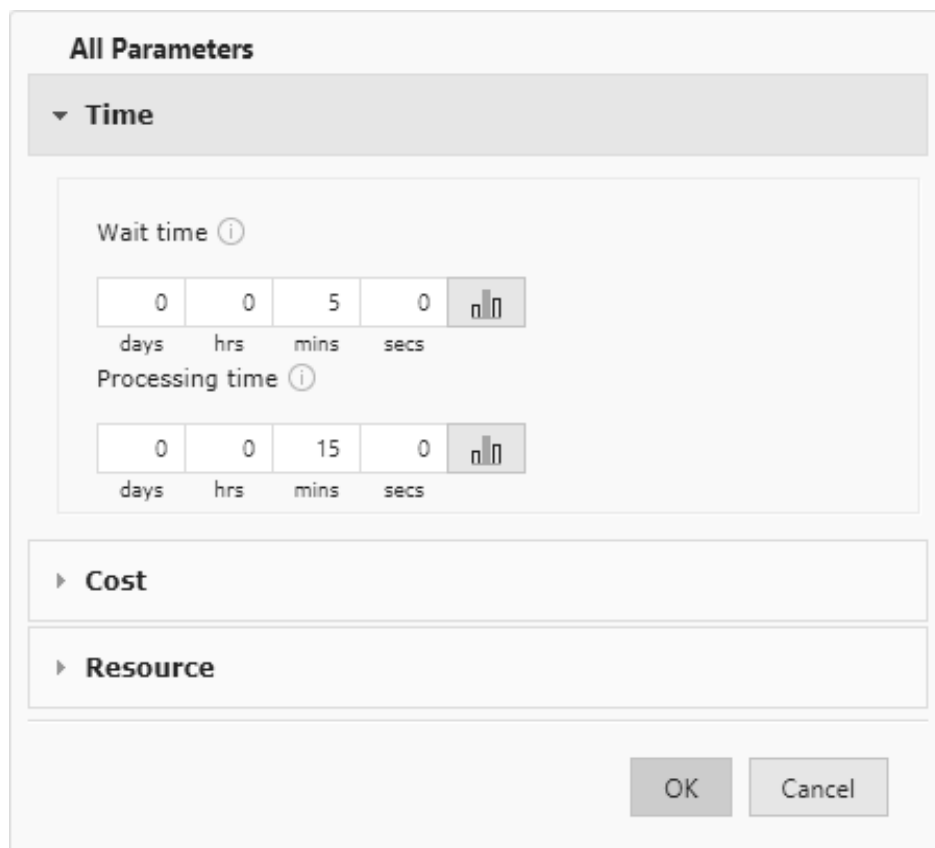 All Parameters
Time
Wait time
0 0 5 0
days hrs mins secs
Processing time
0 0 15 0
days hrs mins secs
Cost
Resource
OK Cancel